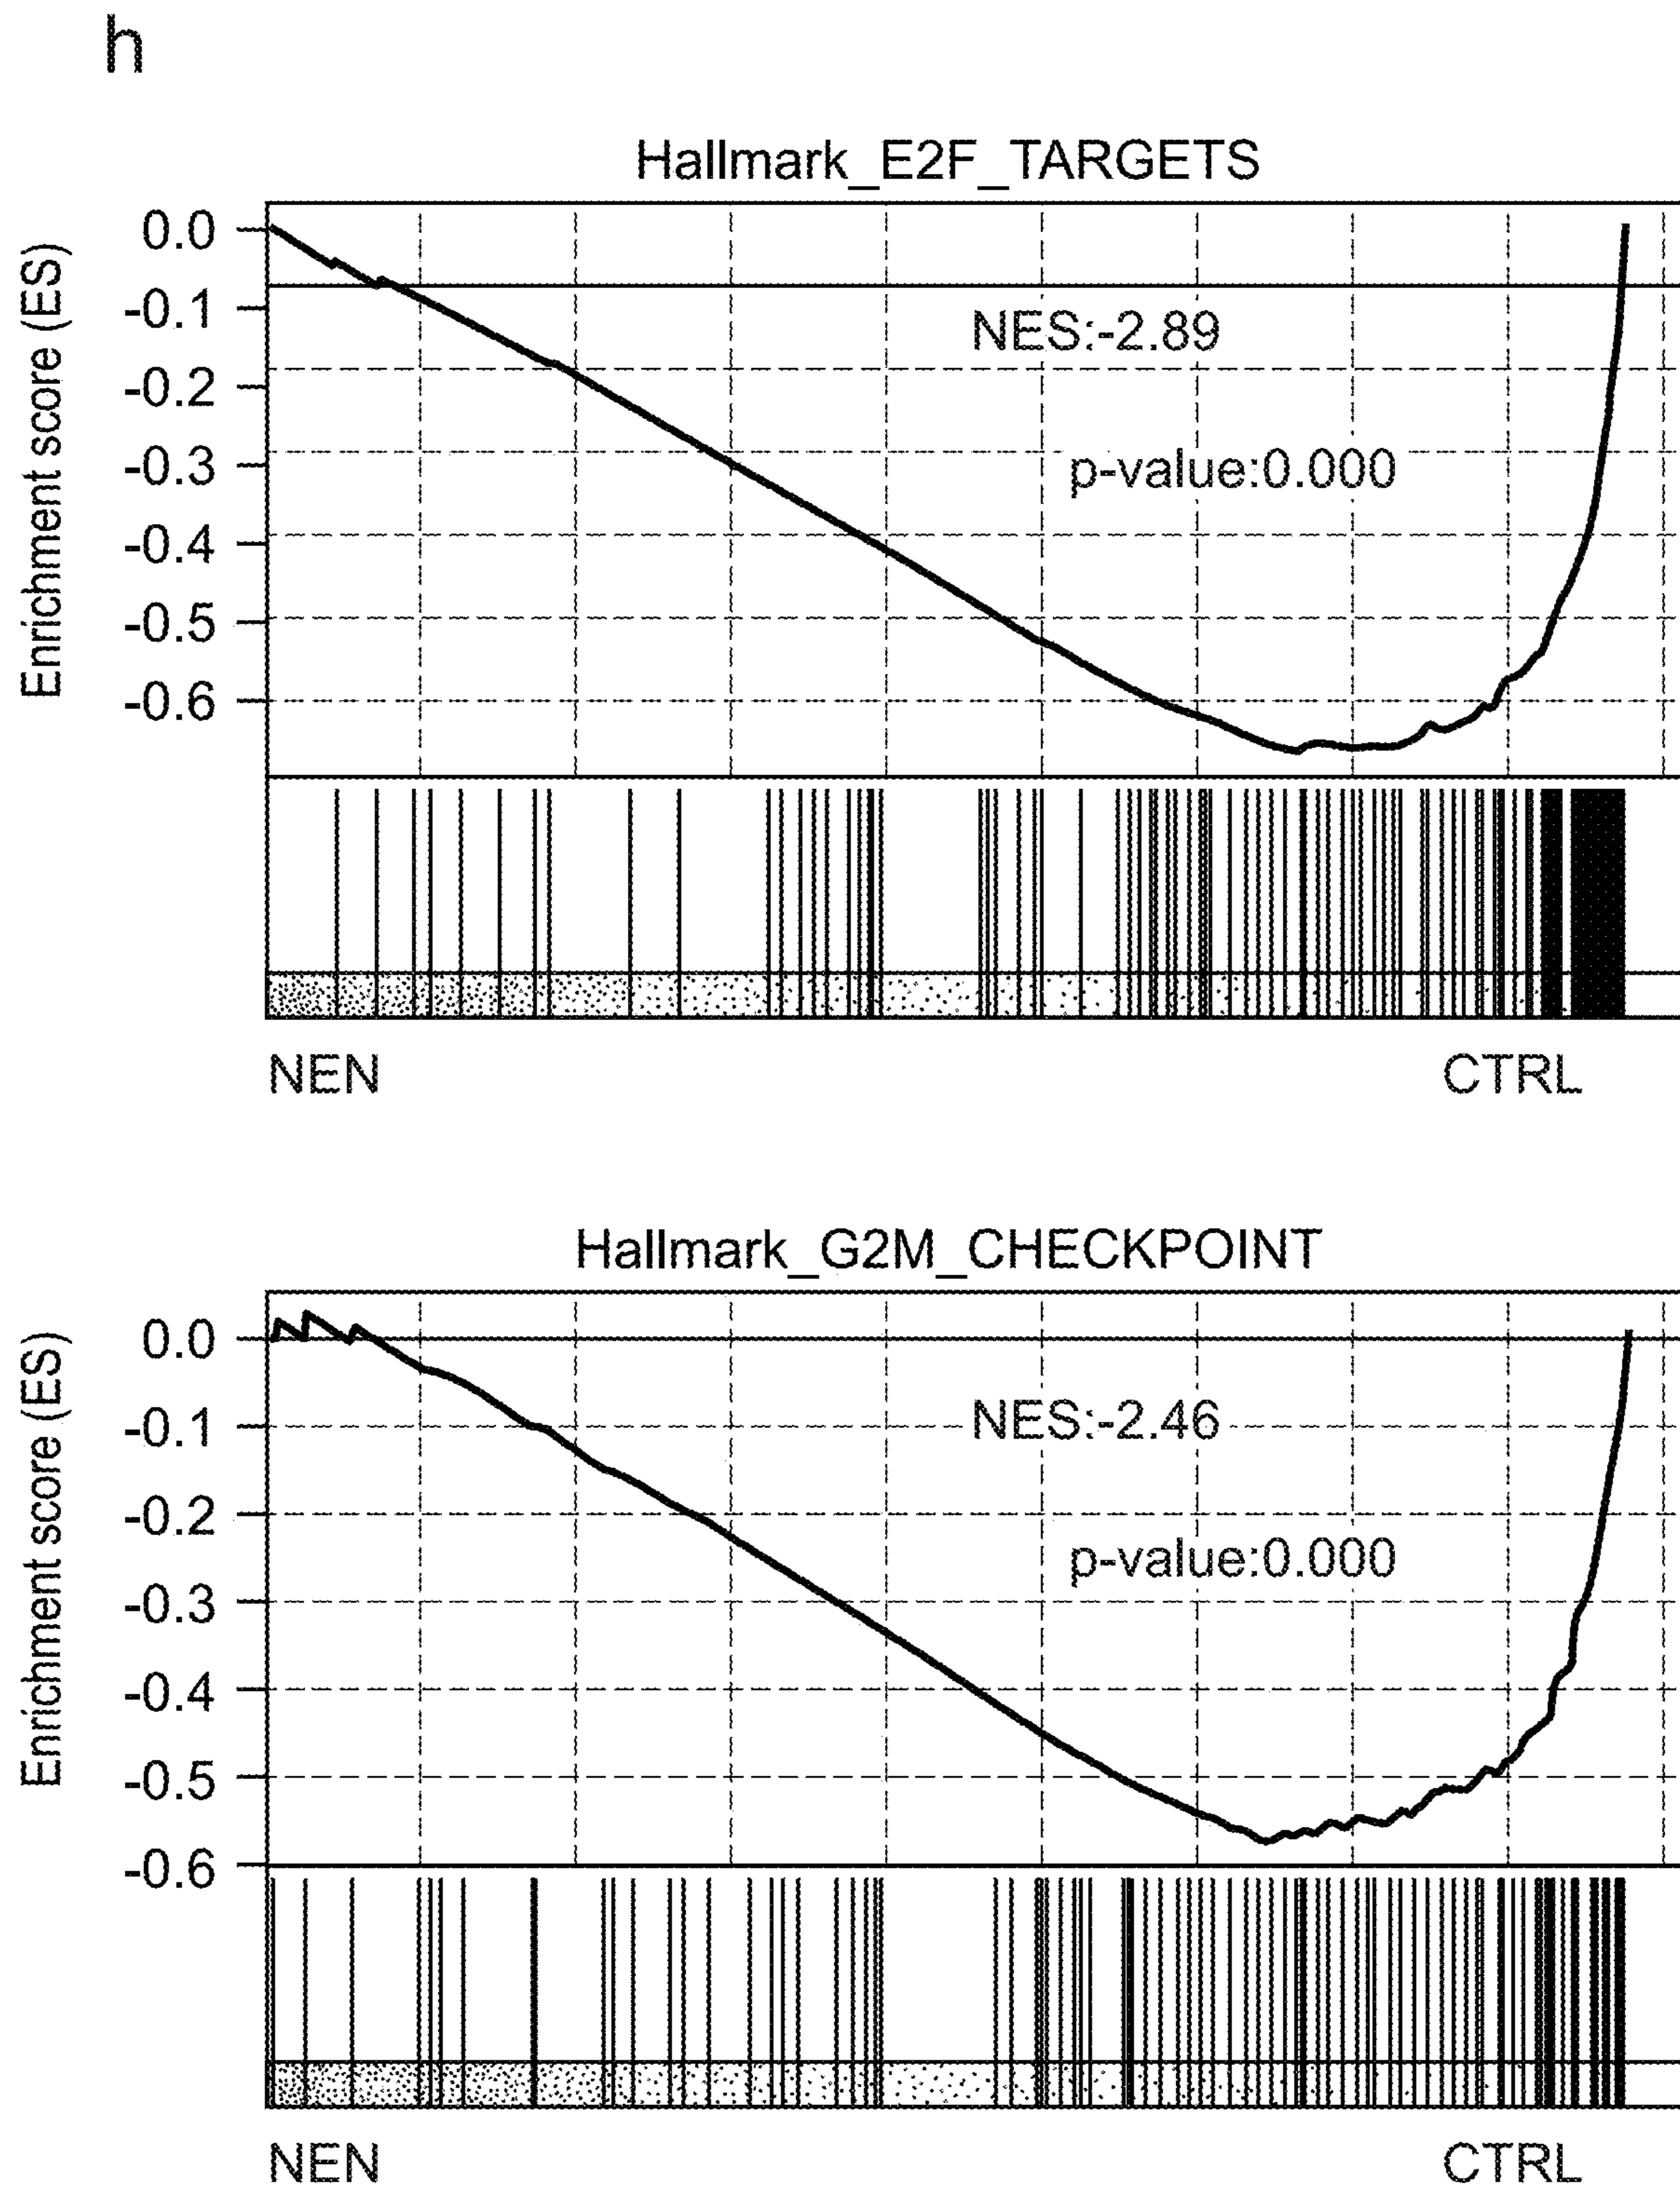 h
Hallmark_E2F_TARGETS
Enrichment score (ES)
0.0
-0.1
-0.2
-0.3
-0.4
-0.5
-0.6
NES:-2.89
p-value:0.000
NEN
CTRL
Hallmark_G2M_CHECKPOINT
Enrichment score (ES)
0.0
-0.1
-0.2
-0.3
-0.4
-0.5
-0.6
NES:-2.46
p-value:0.000
NEN
CTRL